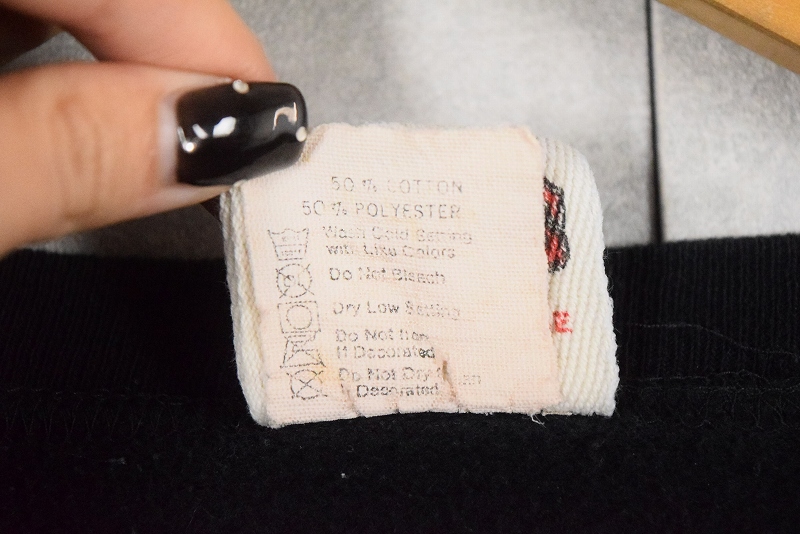 50 % COTTON
50 % POLYESTER
Wash Cold Setting
with Like Colors
Do Not Bleach
Dry Low Setting
Do Not Iron
If Decorated
Do Not Dry
If Decorated
E